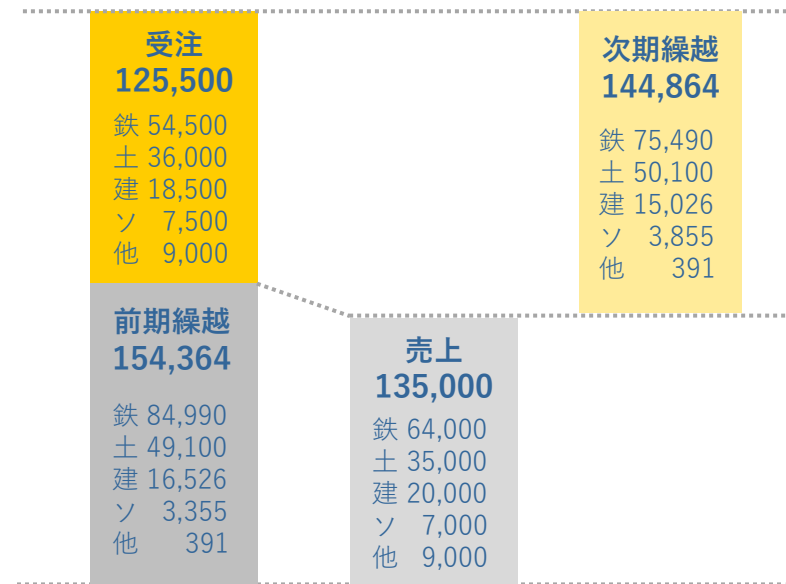 受注
125,500
鉄 54,500
土 36,000
建 18,500
ソ 7,500
他 9,000
前期繰越
154,364
鉄 84,990
土 49,100
建 16,526
ソ 3,355
他 391
売上
135,000
鉄 64,000
土 35,000
建 20,000
ソ 7,000
他 9,000
次期繰越
144,864
鉄 75,490
土 50,100
建 15,026
ソ 3,855
他 391